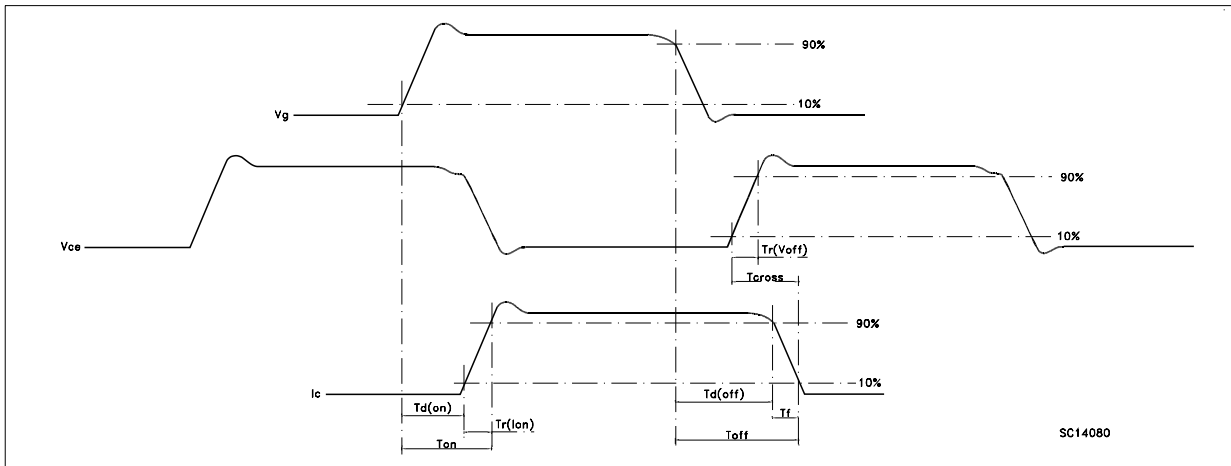 90%
10%
Vg
90%
Vce
10%
Tr(Voff)
Tcross
90%
10%
Ic
Td(on)
Td(off)
Tr(Ion)
Tf
Ton
Toff
SC14080